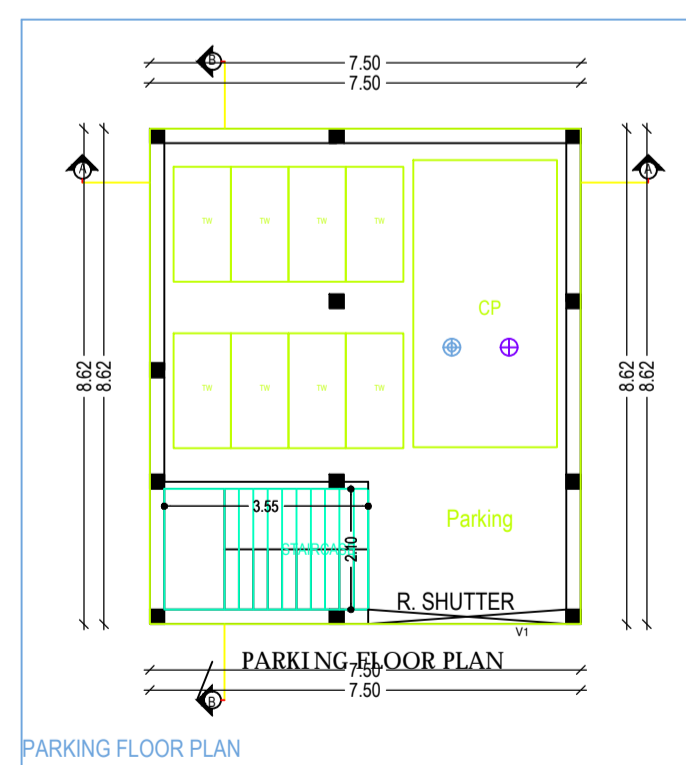 B
7.50
7.50
A
A
TW TW TW TW
CP
TW TW TW TW
8.62
8.62
8.62
8.62
3.55
STAIRCASE
2.10
Parking
R. SHUTTER
V1
PARKING FLOOR PLAN
7.50
7.50
B
PARKING FLOOR PLAN